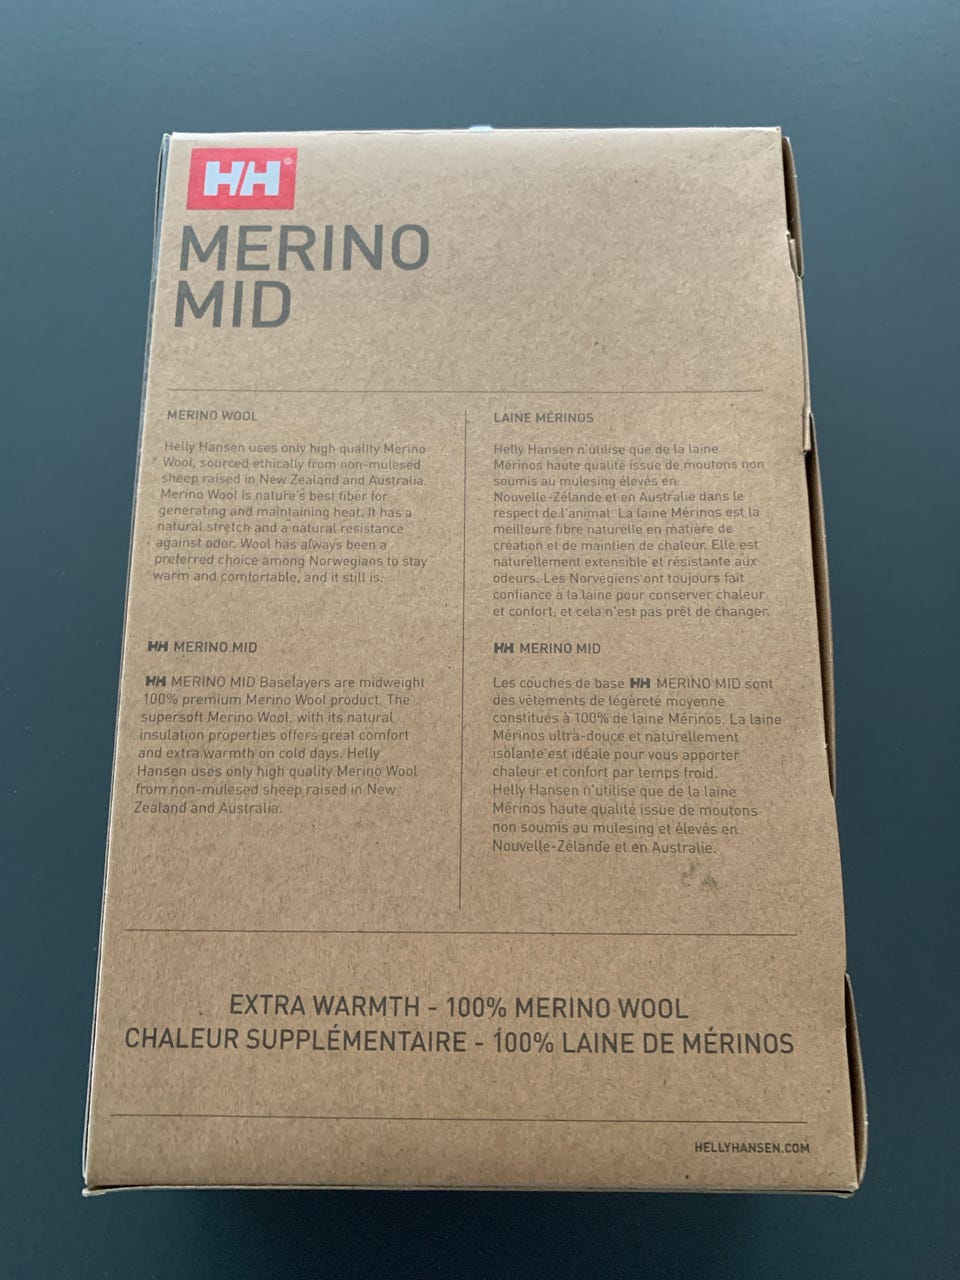 HH®
MERINO
MID
MERINO WOOL
Helly Hansen uses only high quality Merino
Wool, sourced ethically from non-mulesed
sheep raised in New Zealand and Australia.
Merino Wool is nature's best fiber for
generating and maintaining heat. It has a
natural stretch and a natural resistance
against odor. Wool has always been a
preferred choice among Norwegians to stay
warm and comfortable, and it still is.
HH MERINO MID
HH MERINO MID Baselayers are midweight
100% premium Merino Wool product. The
supersoft Merino Wool, with its natural
insulation properties offers great comfort
and extra warmth on cold days. Helly
Hansen uses only high quality Merino Wool
from non-mulesed sheep raised in New
Zealand and Australia.
LAINE MÉRINOS
Helly Hansen n'utilise que de la laine
Mérinos haute qualité issue de moutons non
soumis au mulesing élevés en
Nouvelle-Zélande et en Australie dans le
respect de l'animal. La laine Mérinos est la
meilleure fibre naturelle en matière de
création et de maintien de chaleur. Elle est
naturellement extensible et résistante aux
odeurs. Les Norvégiens ont toujours fait
confiance à la laine pour conserver chaleur
et confort, et cela n'est pas prêt de changer.
HH MERINO MID
Les couches de base HH MERINO MID sont
des vêtements de légèreté moyenne
constitués à 100% de laine Mérinos. La laine
Mérinos ultra-douce et naturellement
isolante est idéale pour vous apporter
chaleur et confort par temps froid.
Helly Hansen n'utilise que de la laine
Mérinos haute qualité issue de moutons
non soumis au mulesing et élevés en
Nouvelle-Zélande et en Australie.
EXTRA WARMTH - 100% MERINO WOOL
CHALEUR SUPPLÉMENTAIRE - 100% LAINE DE MÉRINOS
HELLYHANSEN.COM